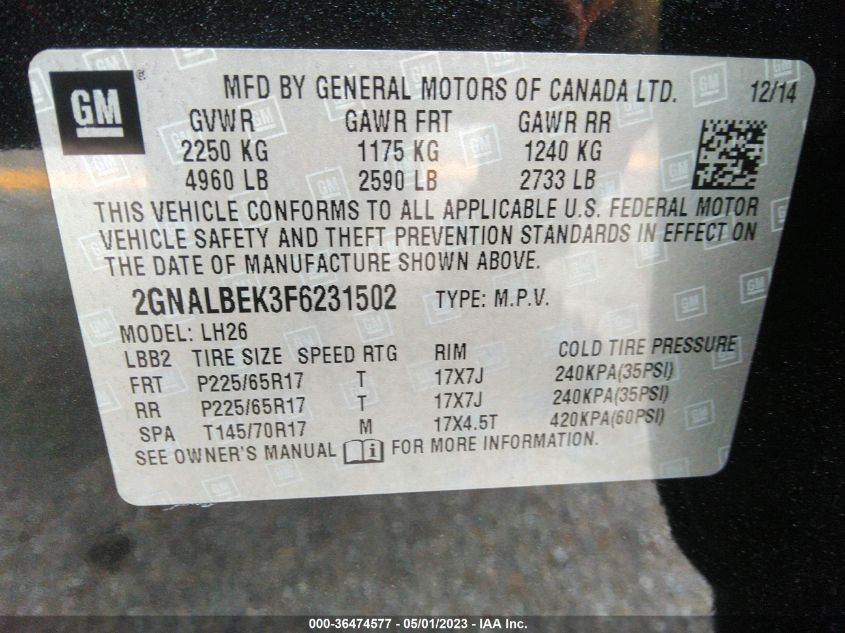 GM ®
MFD BY GENERAL MOTORS OF CANADA LTD. 12/14
GVWR GAWR FRT GAWR RR
2250 KG 1175 KG 1240 KG
4960 LB 2590 LB 2733 LB
THIS VEHICLE CONFORMS TO ALL APPLICABLE U.S. FEDERAL MOTOR
VEHICLE SAFETY AND THEFT PREVENTION STANDARDS IN EFFECT ON
THE DATE OF MANUFACTURE SHOWN ABOVE.
2GNALBEK3F6231502 TYPE: M.P.V.
MODEL: LH26
LBB2 TIRE SIZE SPEED RTG RIM COLD TIRE PRESSURE
FRT P225/65R17 T 17X7J 240KPA(35PSI)
RR P225/65R17 T 17X7J 240KPA(35PSI)
SPA T145/70R17 M 17X4.5T 420KPA(60PSI)
SEE OWNER'S MANUAL i FOR MORE INFORMATION.
000-36474577 - 05/01/2023 - IAAI.COM